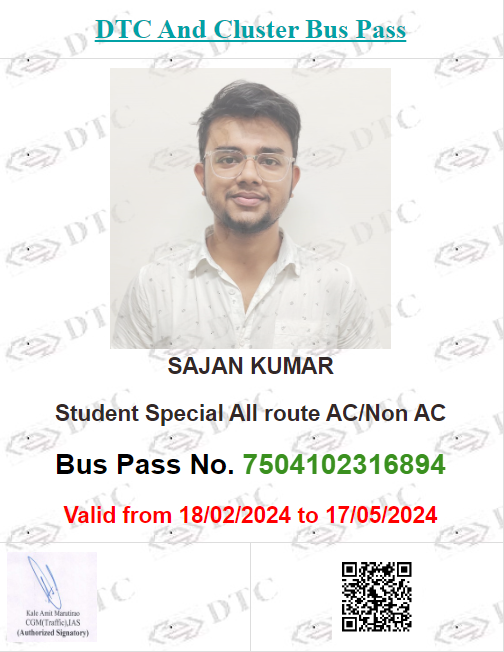 DTC And Cluster Bus Pass
SAJAN KUMAR
Student Special All route AC/Non AC
Bus Pass No. 7504102316894
Valid from 18/02/2024 to 17/05/2024
Kale Amit Marutirao
CGM(Traffic),IAS
(Authorized Signatory)
DTC